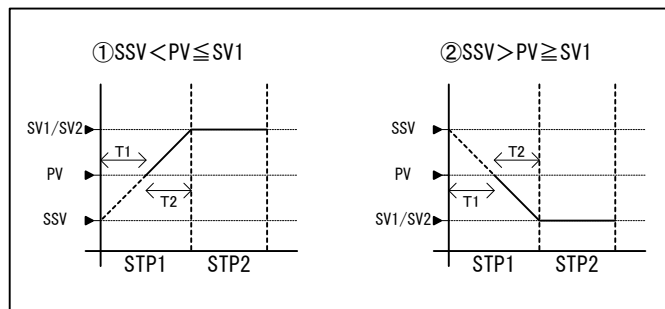 ①SSV＜PV≦SV1
SV1/SV2
T1
PV
T2
SSV
STP1 STP2
②SSV＞PV≧SV1
SSV
T2
PV
T1
SV1/SV2
STP1 STP2